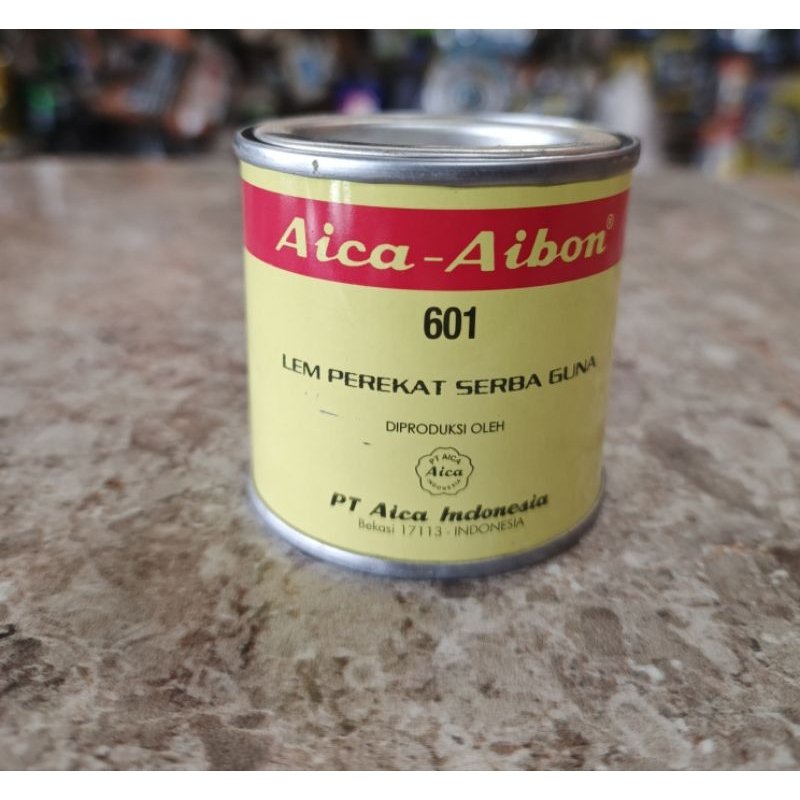 Aica-Aibon®
601
LEM PEREKAT SERBA GUNA
DIPRODUKSI OLEH
PT AICA
Aica
INDONESIA
PT Aica Indonesia
Bekasi 17113 - INDONESIA